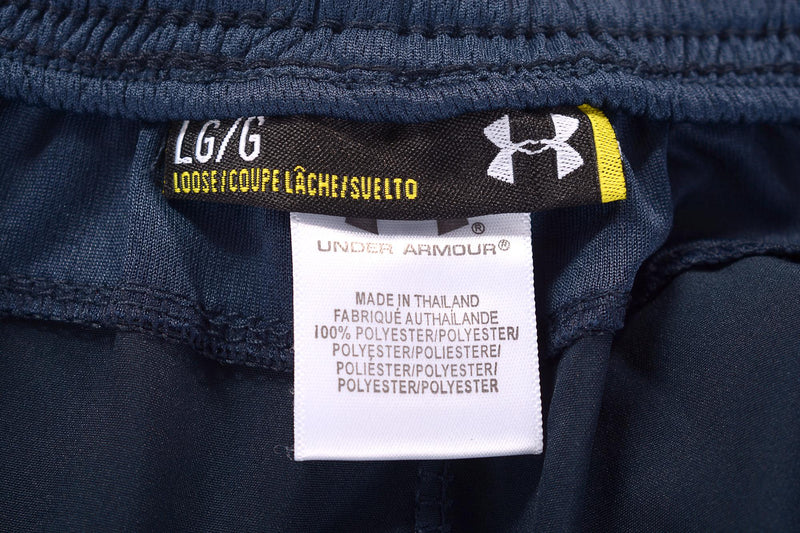 LG/G
LOOSE/COUPE LÂCHE/SUELTO
®
UNDER ARMOUR®
MADE IN THAILAND
FABRIQUÉ AUTHAÏLANDE
100% POLYESTER/POLYESTER/
POLYESTER/POLIESTERE/
POLIÉSTER/POLYESTER/
POLYESTER/POLYESTER